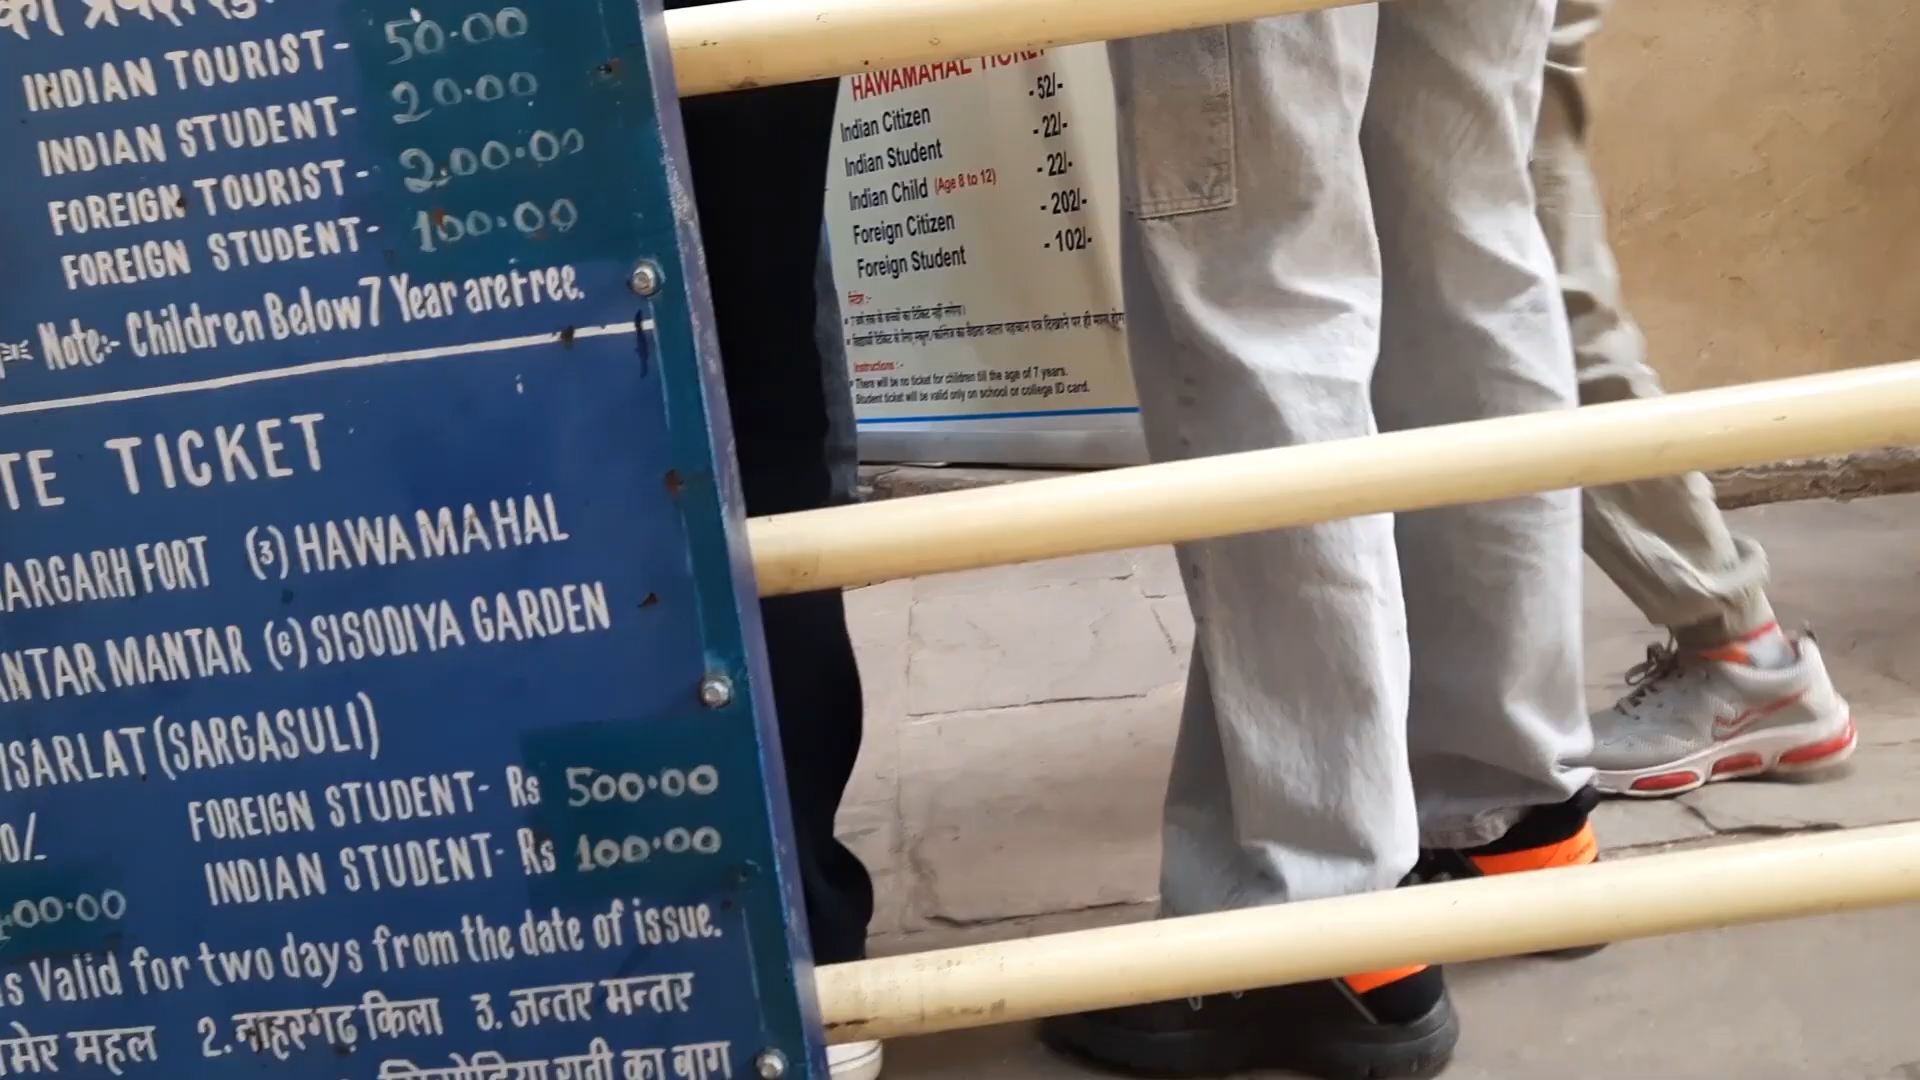 INDIAN TOURIST- 50.00
INDIAN STUDENT- 20.00
FOREIGN TOURIST- 200.00
FOREIGN STUDENT- 100.00
Note:- Children Below 7 Year are Free.
TE TICKET
ARGARH FORT (3) HAWA MAHAL
NTAR MANTAR (6) SISODIYA GARDEN
ISARLAT (SARGASULI)
0/- FOREIGN STUDENT- Rs 500.00
INDIAN STUDENT- Rs 100.00
00.00
is Valid for two days from the date of issue.
मेर महल 2. नाहरगढ़ किला 3. जन्तर मन्तर
सिसोदिया रानी का बाग
HAWAMAHAL TICKET
Indian Citizen - 52/-
Indian Student - 22/-
Indian Child (Age 8 to 12) - 22/-
Foreign Citizen - 202/-
Foreign Student - 102/-
Instructions :-
• There will be no ticket for children till the age of 7 years.
Student ticket will be valid only on school or college ID card.